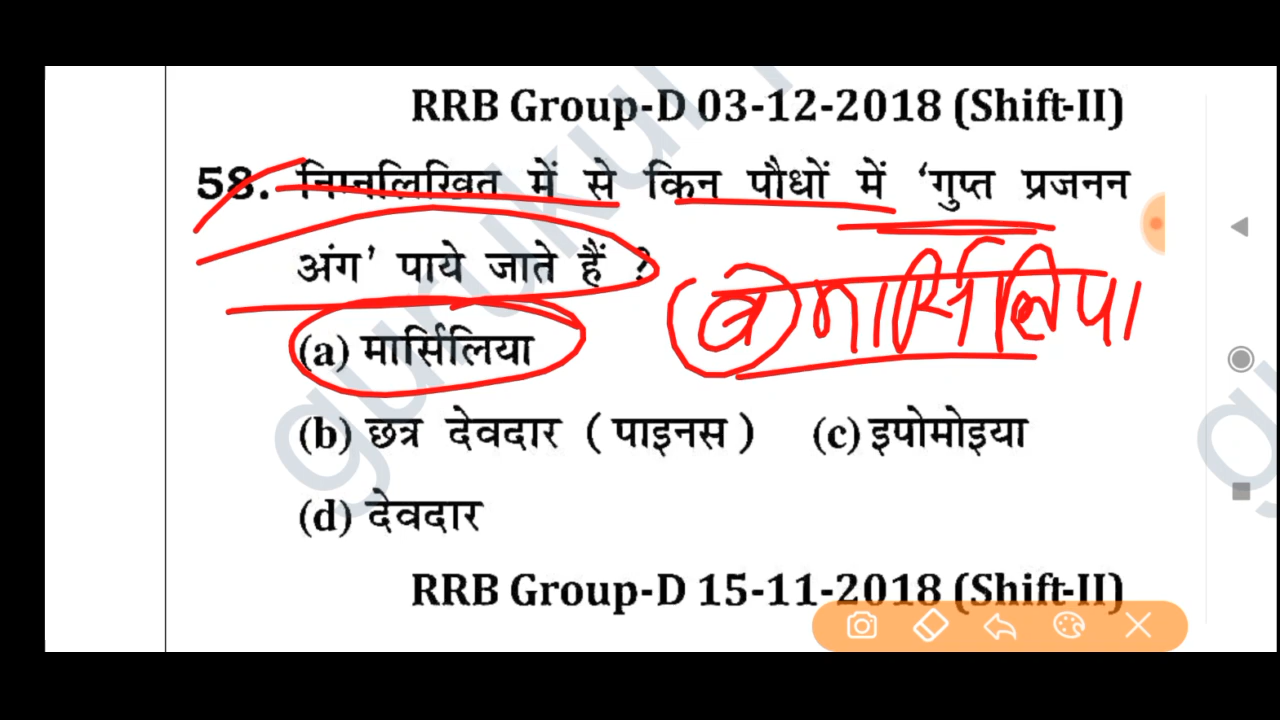 RRB Group-D 03-12-2018 (Shift-II)
58. निम्नलिखित में से किन पौधों में ‘गुप्त प्रजनन
अंग’ पाये जाते हैं ?
(a) मार्सिलिया
मार्सिलिया
(b) छत्र देवदार ( पाइनस ) (c) इपोमोइया
(d) देवदार
RRB Group-D 15-11-2018 (Shift-II)
gurukul